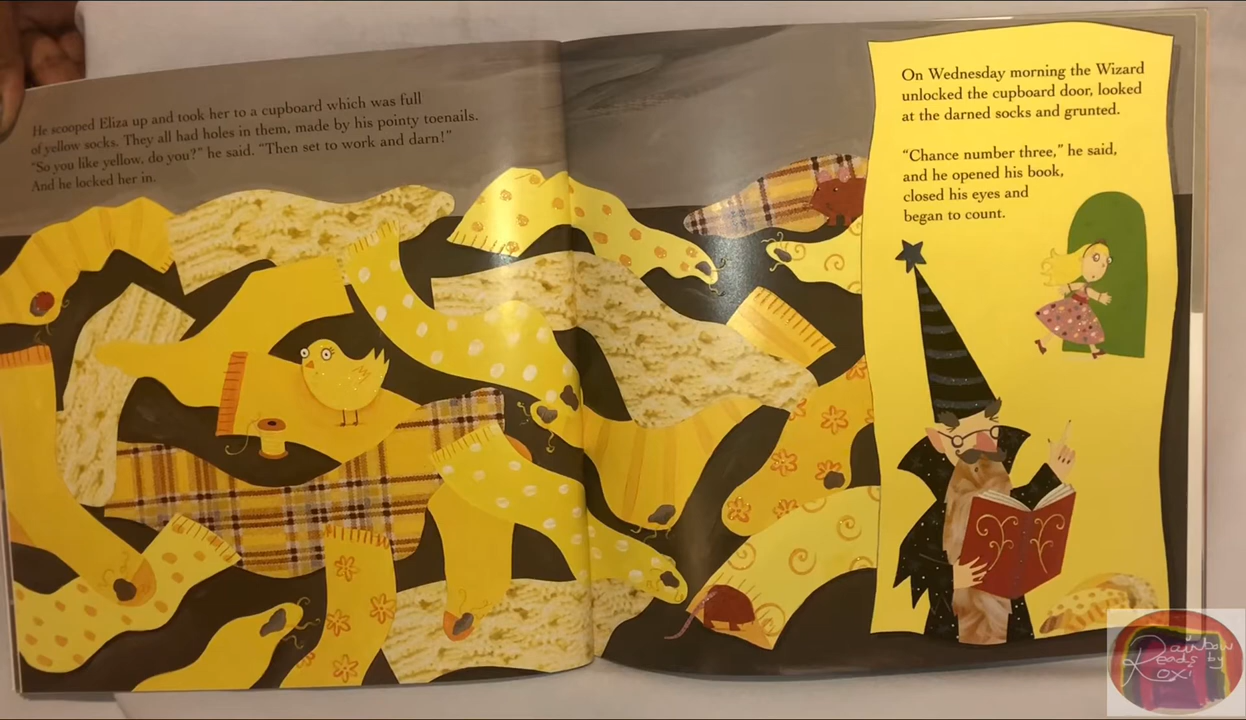 He scooped Eliza up and took her to a cupboard which was full
of yellow socks. They all had holes in them, made by his pointy toenails.
"So you like yellow, do you?" he said. "Then set to work and darn!"
And he locked her in.
On Wednesday morning the Wizard
unlocked the cupboard door, looked
at the darned socks and grunted.
"Chance number three," he said,
and he opened his book,
closed his eyes and
began to count.
Rainbow
Reads by
Roxi